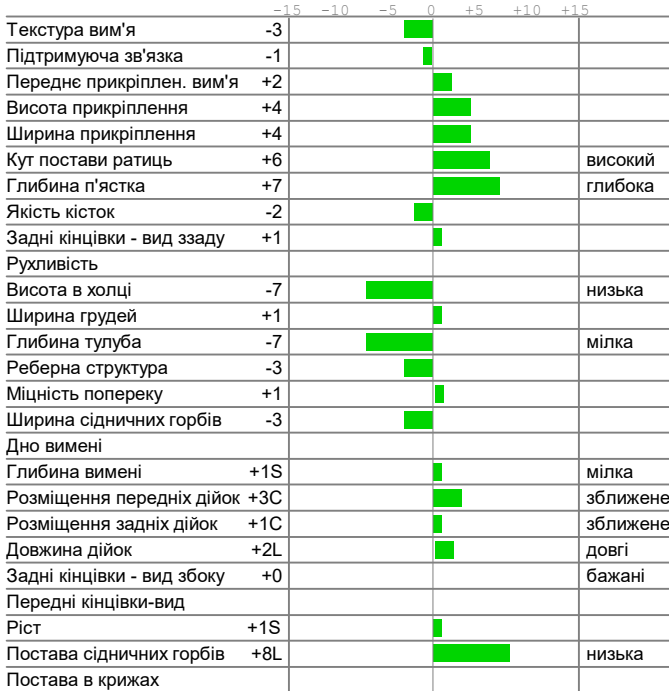 -15 -10 -5 0 +5 +10 +15
Текстура вим'я -3
Підтримуюча зв'язка -1
Переднє прикріплен. вим'я +2
Висота прикріплення +4
Ширина прикріплення +4
Кут постави ратиць +6 високий
Глибина п'ястка +7 глибока
Якість кісток -2
Задні кінцівки - вид ззаду +1
Рухливість
Висота в холці -7 низька
Ширина грудей +1
Глибина тулуба -7 мілка
Реберна структура -3
Міцність попереку +1
Ширина сідничних горбів -3
Дно вимені
Глибина вимені +1S мілка
Розміщення передніх дійок +3C зближене
Розміщення задніх дійок +1C зближене
Довжина дійок +2L довгі
Задні кінцівки - вид збоку +0 бажані
Передні кінцівки-вид
Ріст +1S
Постава сідничних горбів +8L низька
Постава в крижах